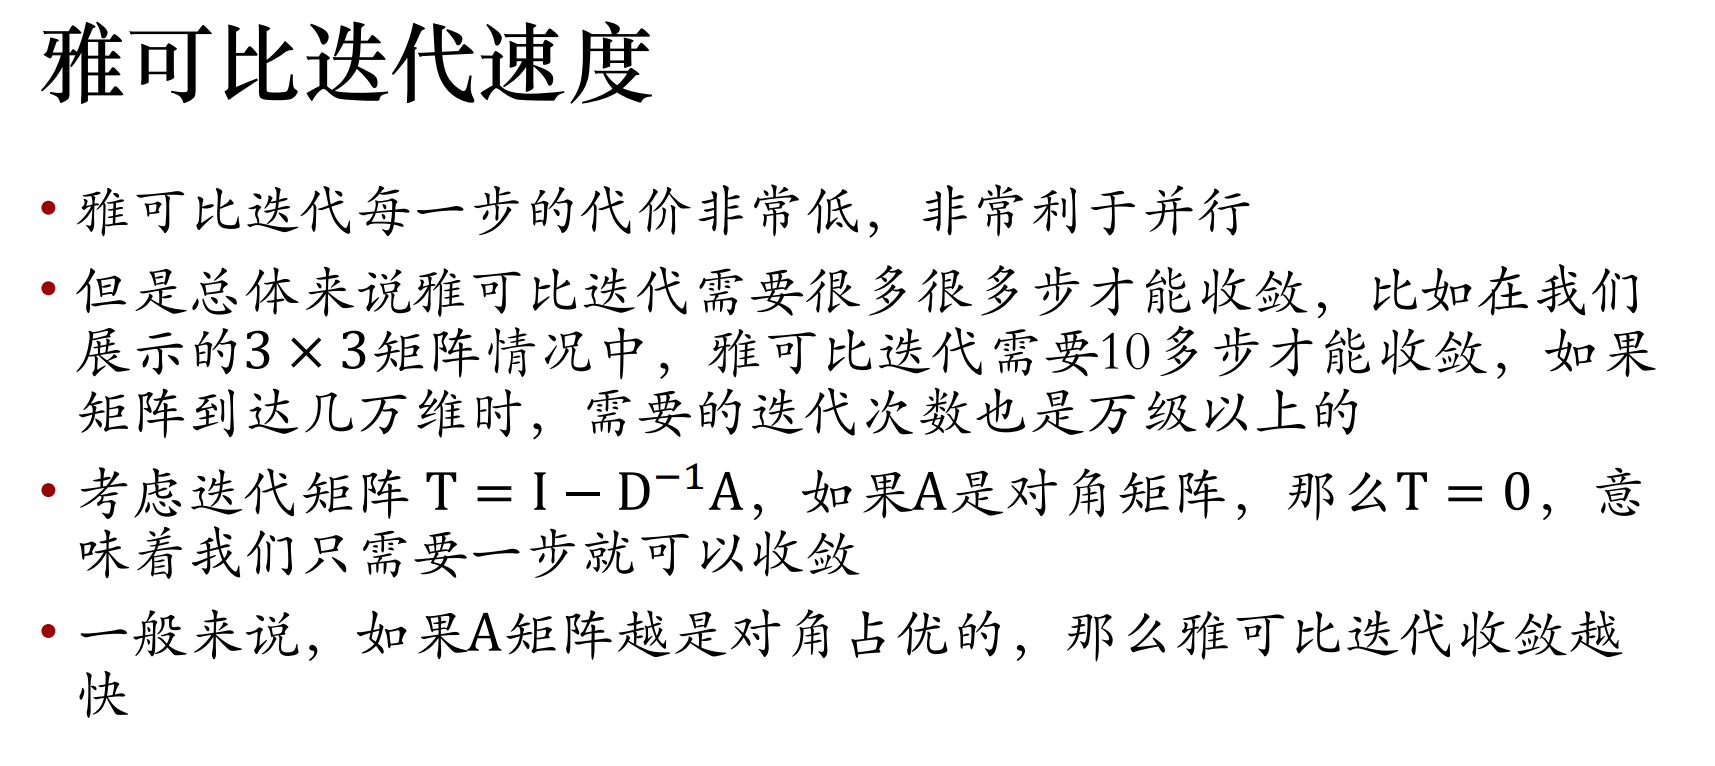 雅可比迭代速度
• 雅可比迭代每一步的代价非常低，非常利于并行
• 但是总体来说雅可比迭代需要很多很多步才能收敛，比如在我们
展示的3 × 3矩阵情况中，雅可比迭代需要10多步才能收敛，如果
矩阵到达几万维时，需要的迭代次数也是万级以上的
• 考虑迭代矩阵 T = I − D⁻¹A，如果A是对角矩阵，那么T = 0，意
味着我们只需要一步就可以收敛
• 一般来说，如果A矩阵越是对角占优的，那么雅可比迭代收敛越
快